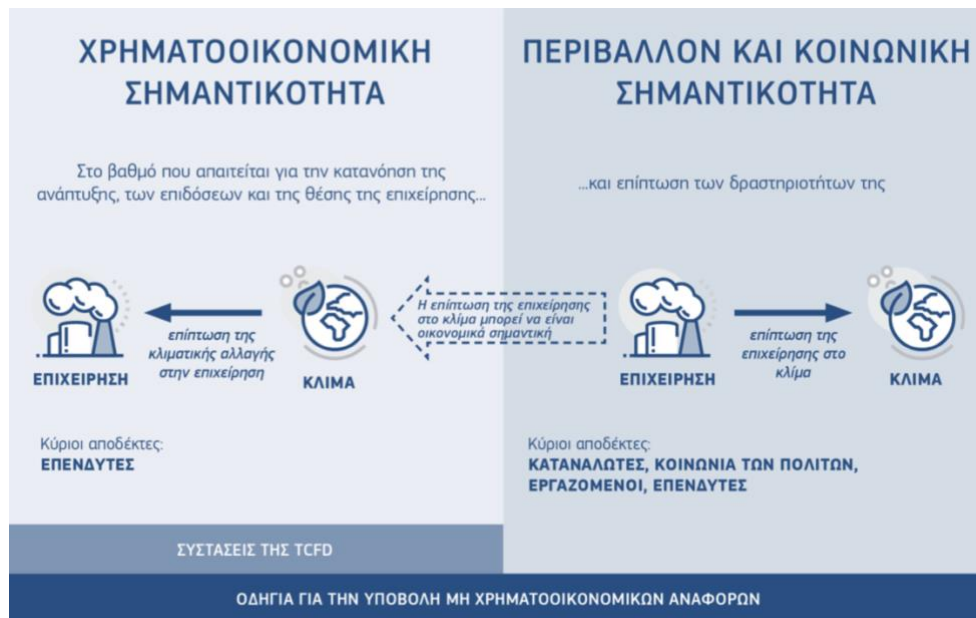 ΧΡΗΜΑΤΟΟΙΚΟΝΟΜΙΚΗ
ΣΗΜΑΝΤΙΚΟΤΗΤΑ
Στο βαθμό που απαιτείται για την κατανόηση της
ανάπτυξης, των επιδόσεων και της θέσης της επιχείρησης...
επίπτωση της
κλιματικής αλλαγής
στην επιχείρηση
ΕΠΙΧΕΙΡΗΣΗ
ΚΛΙΜΑ
Η επίπτωση της επιχείρησης
στο κλίμα μπορεί να είναι
οικονομικά σημαντική
Κύριοι αποδέκτες:
ΕΠΕΝΔΥΤΕΣ
ΣΥΣΤΑΣΕΙΣ ΤΗΣ TCFD
ΠΕΡΙΒΑΛΛΟΝ ΚΑΙ ΚΟΙΝΩΝΙΚΗ
ΣΗΜΑΝΤΙΚΟΤΗΤΑ
...και επίπτωση των δραστηριοτήτων της
επίπτωση της
επιχείρησης στο
κλίμα
ΕΠΙΧΕΙΡΗΣΗ
ΚΛΙΜΑ
Κύριοι αποδέκτες:
ΚΑΤΑΝΑΛΩΤΕΣ, ΚΟΙΝΩΝΙΑ ΤΩΝ ΠΟΛΙΤΩΝ,
ΕΡΓΑΖΟΜΕΝΟΙ, ΕΠΕΝΔΥΤΕΣ
ΟΔΗΓΙΑ ΓΙΑ ΤΗΝ ΥΠΟΒΟΛΗ ΜΗ ΧΡΗΜΑΤΟΟΙΚΟΝΟΜΙΚΩΝ ΑΝΑΦΟΡΩΝ